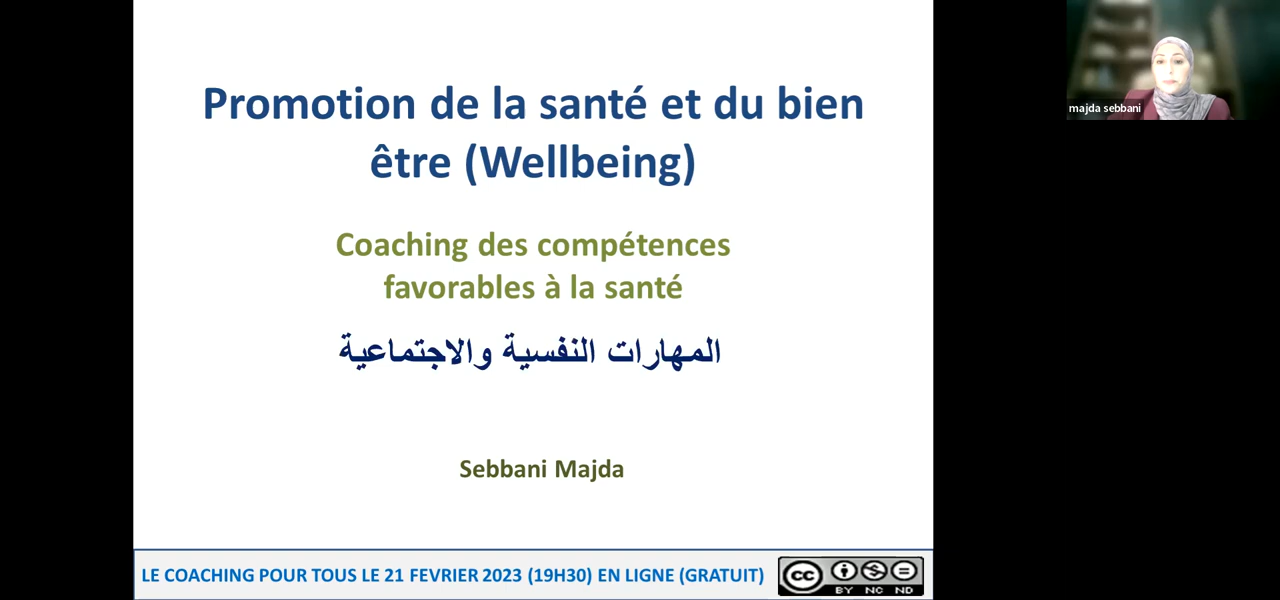 Promotion de la santé et du bien
être (Wellbeing)
Coaching des compétences
favorables à la santé
المهارات النفسية والاجتماعية
Sebbani Majda
LE COACHING POUR TOUS LE 21 FEVRIER 2023 (19H30) EN LIGNE (GRATUIT)
cc
BY NC ND
majda sebbani